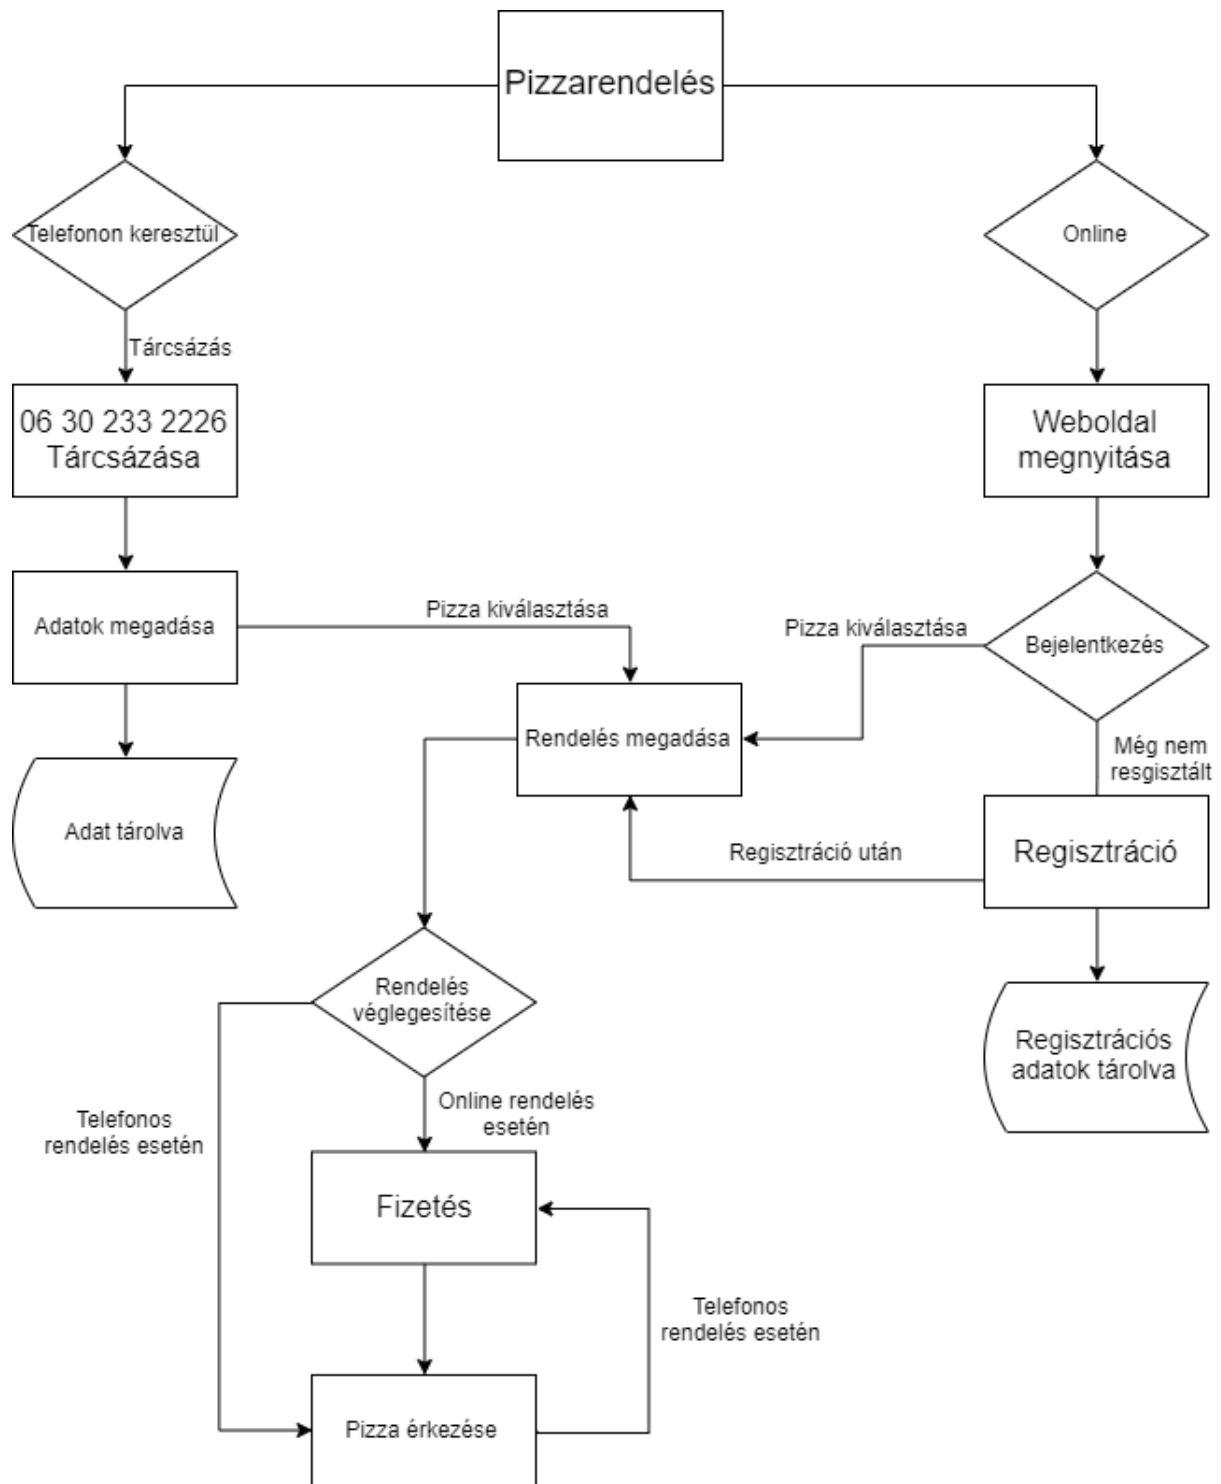 Pizzarendelés
Telefonon keresztül
Online
Tárcsázás
06 30 233 2226
Tárcsázása
Weboldal
megnyitása
Adatok megadása
Pizza kiválasztása
Pizza kiválasztása
Bejelentkezés
Rendelés megadása
Még nem
resgisztált
Adat tárolva
Regisztráció után
Regisztráció
Rendelés
véglegesítése
Regisztrációs
adatok tárolva
Telefonos
rendelés esetén
Online rendelés
esetén
Fizetés
Telefonos
rendelés esetén
Pizza érkezése